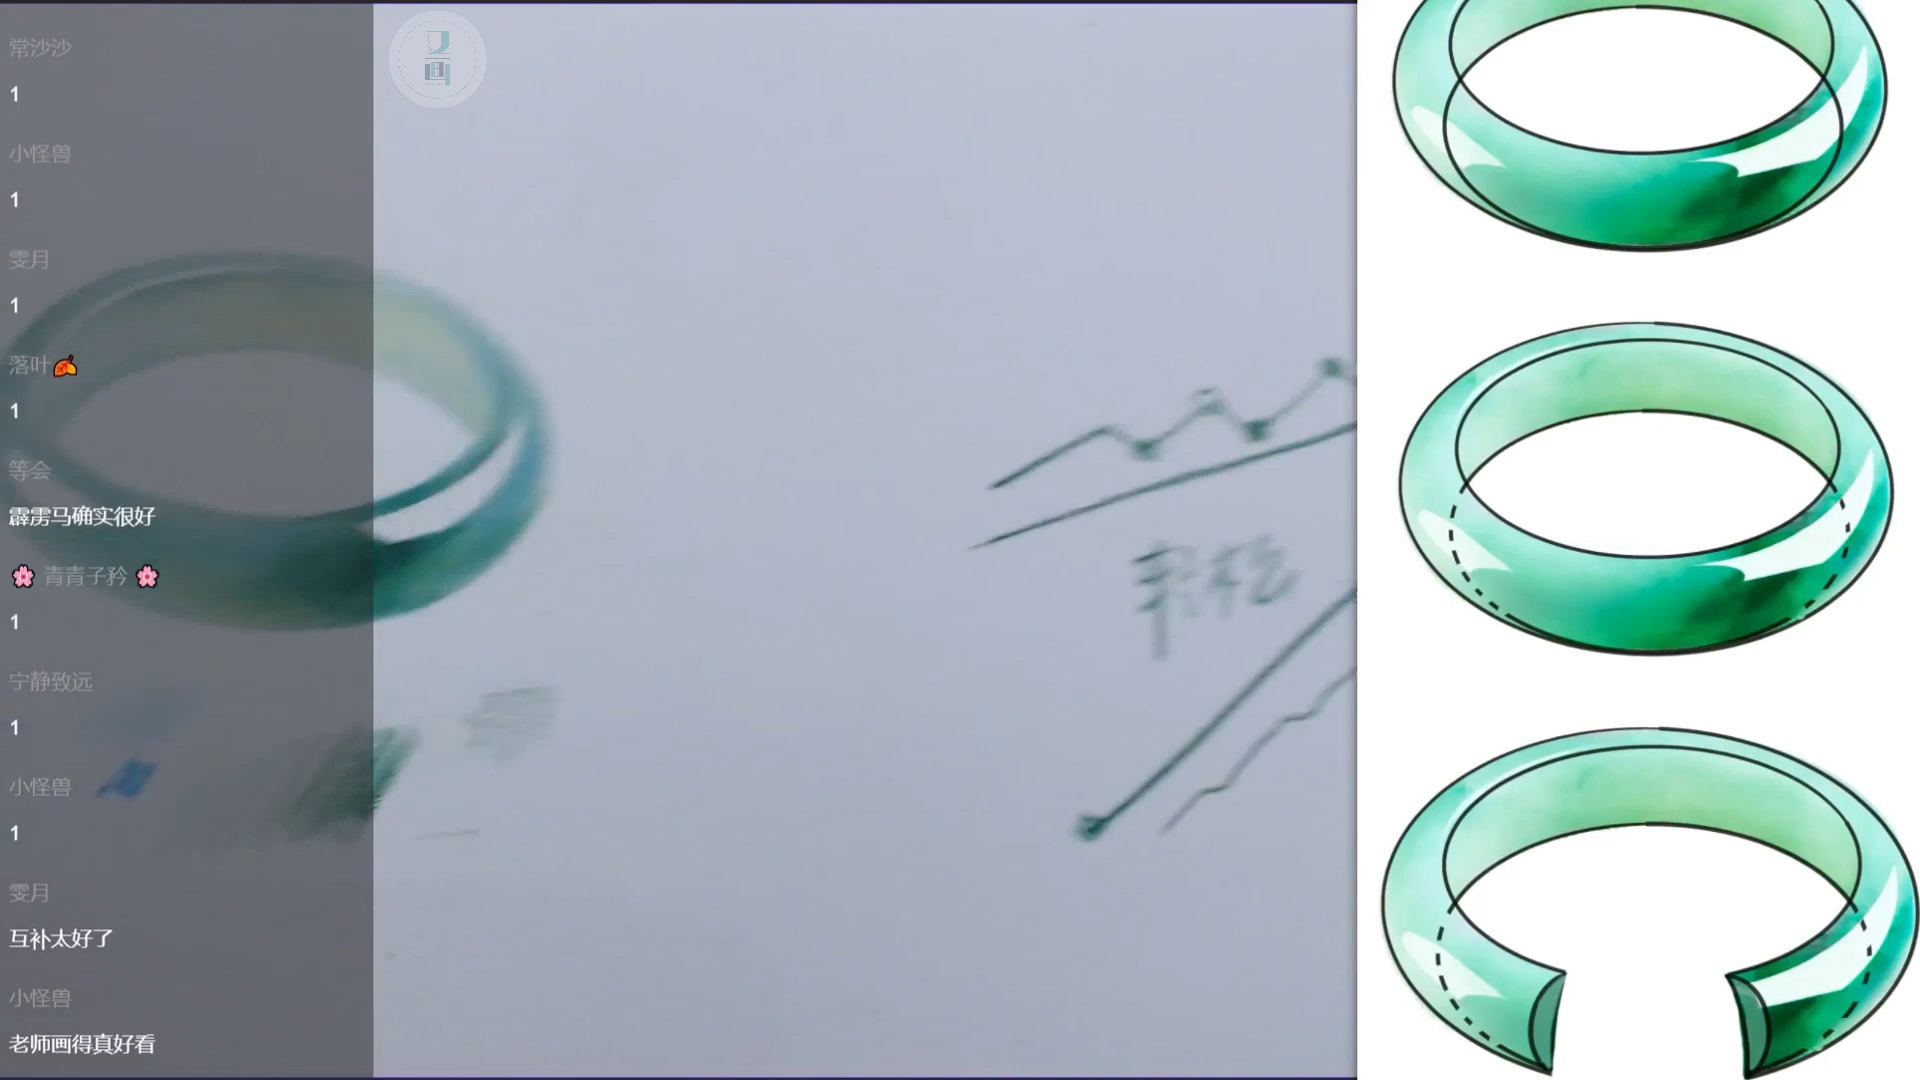 常沙沙
1
小怪兽
1
雯月
1
落叶🍂
1
等会
霹雳马确实很好
🌸 青青子矜 🌸
1
宁静致远
1
小怪兽
1
雯月
互补太好了
小怪兽
老师画得真好看